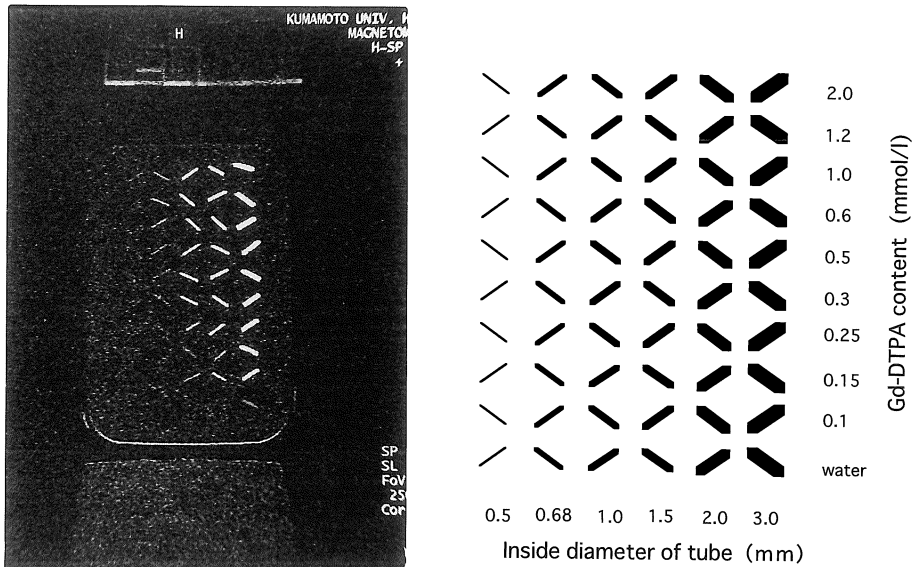 KUMAMOTO UNIV. H
MAGNETOM
H-SP
+
H
SP
SL
FoV
25
Cor
2.0
1.2
1.0
0.6
0.5
0.3
0.25
0.15
0.1
water
Gd-DTPA content (mmol/l)
0.5 0.68 1.0 1.5 2.0 3.0
Inside diameter of tube (mm)